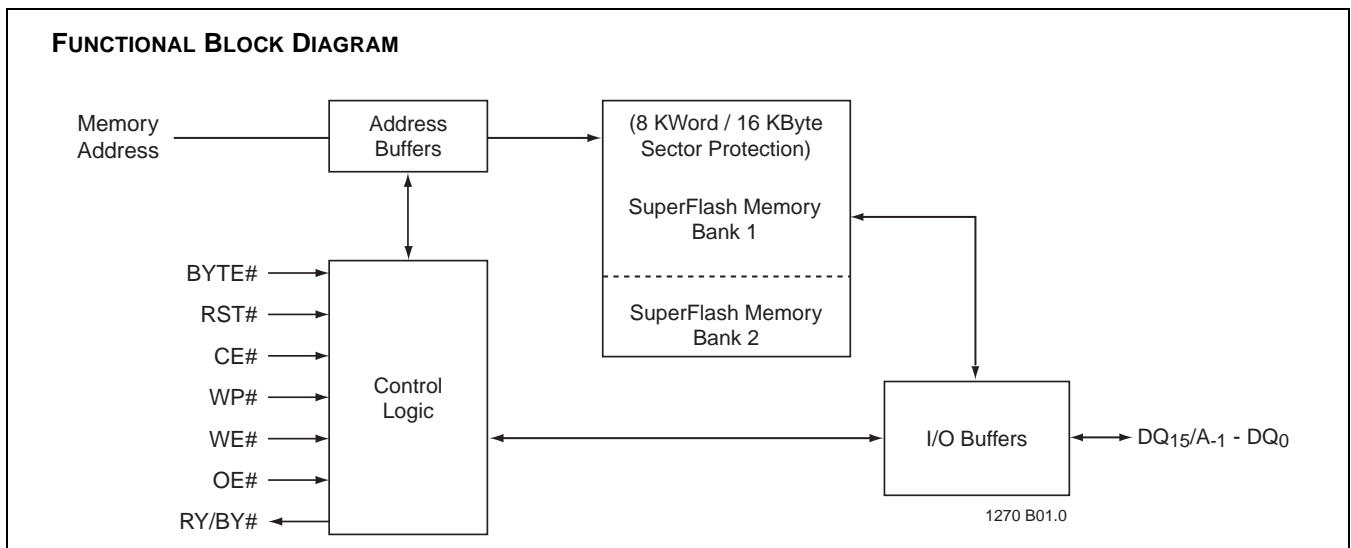 FUNCTIONAL BLOCK DIAGRAM
Memory
Address
Address
Buffers
(8 KWord / 16 KByte
Sector Protection)
SuperFlash Memory
Bank 1
SuperFlash Memory
Bank 2
BYTE#
RST#
CE#
WP#
WE#
OE#
RY/BY#
Control
Logic
I/O Buffers
DQ15/A-1 - DQ0
1270 B01.0